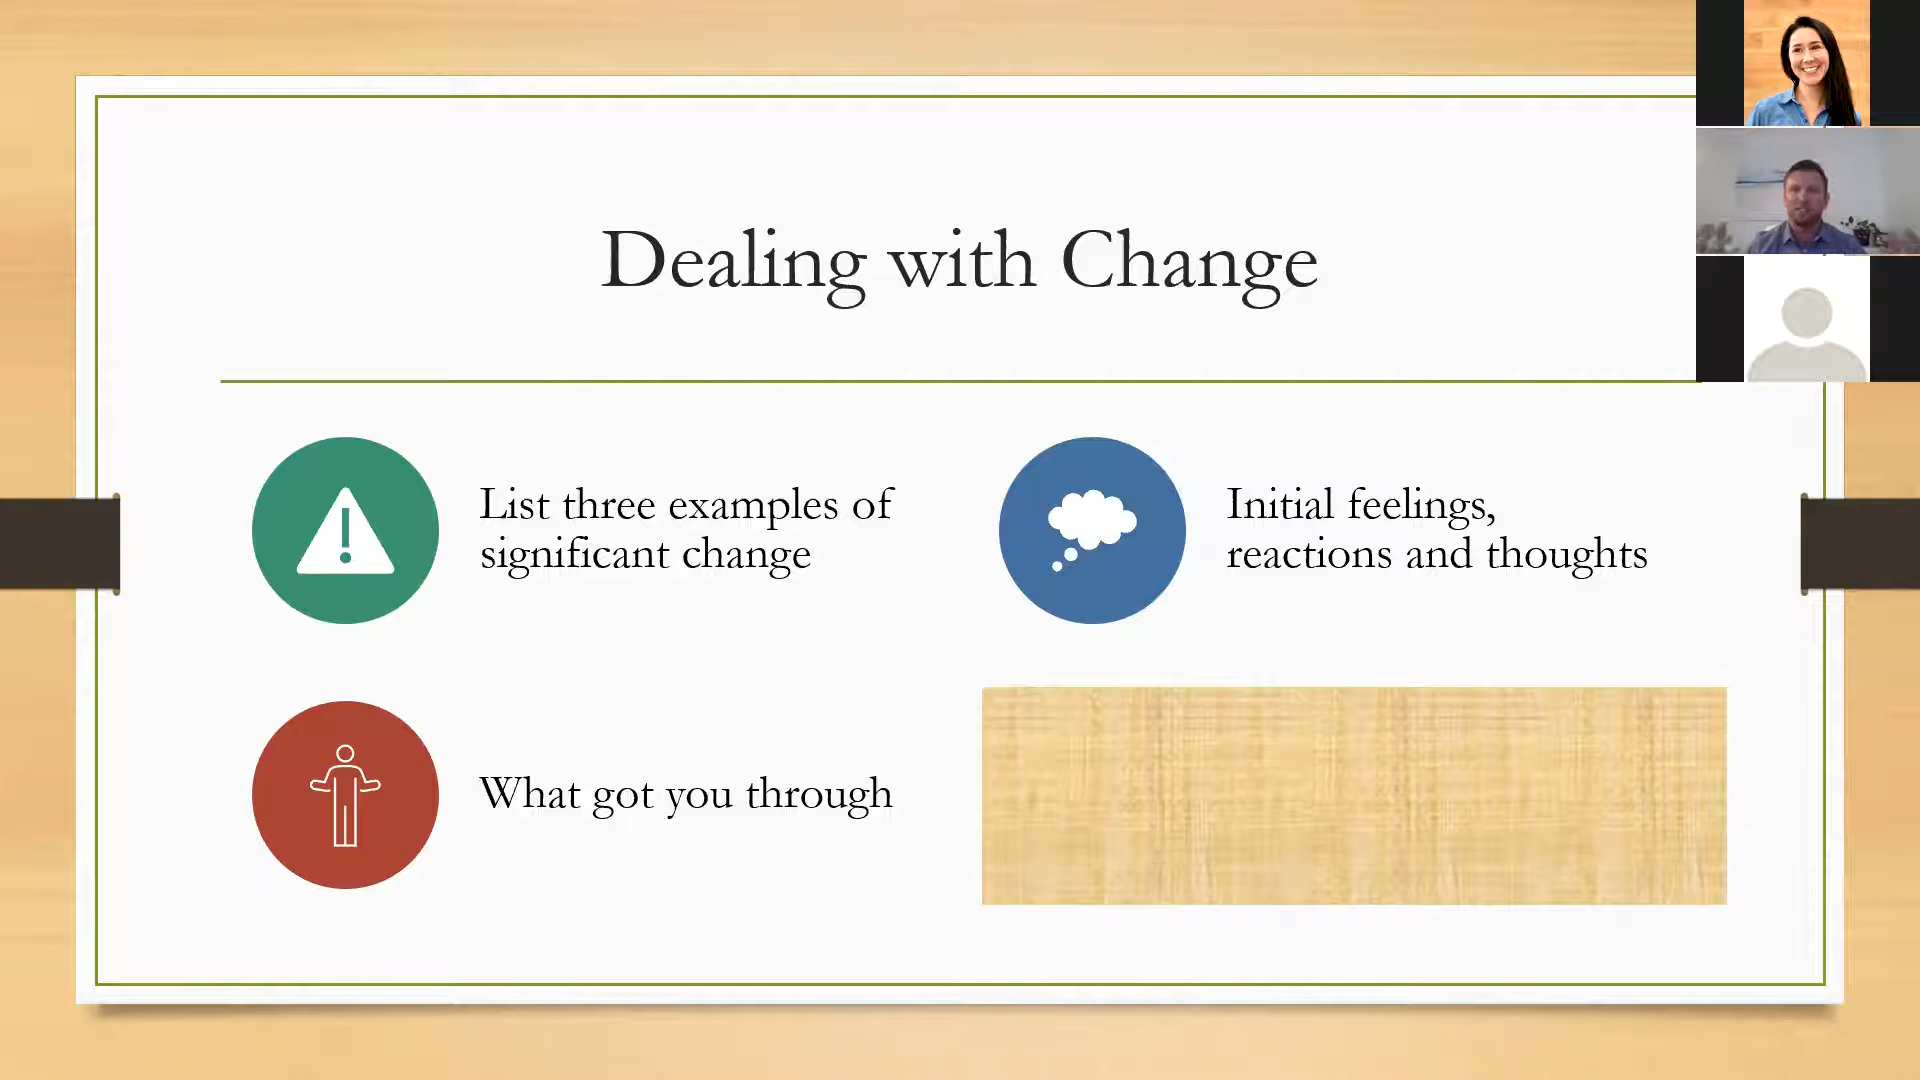 Dealing with Change
List three examples of
significant change
Initial feelings,
reactions and thoughts
What got you through